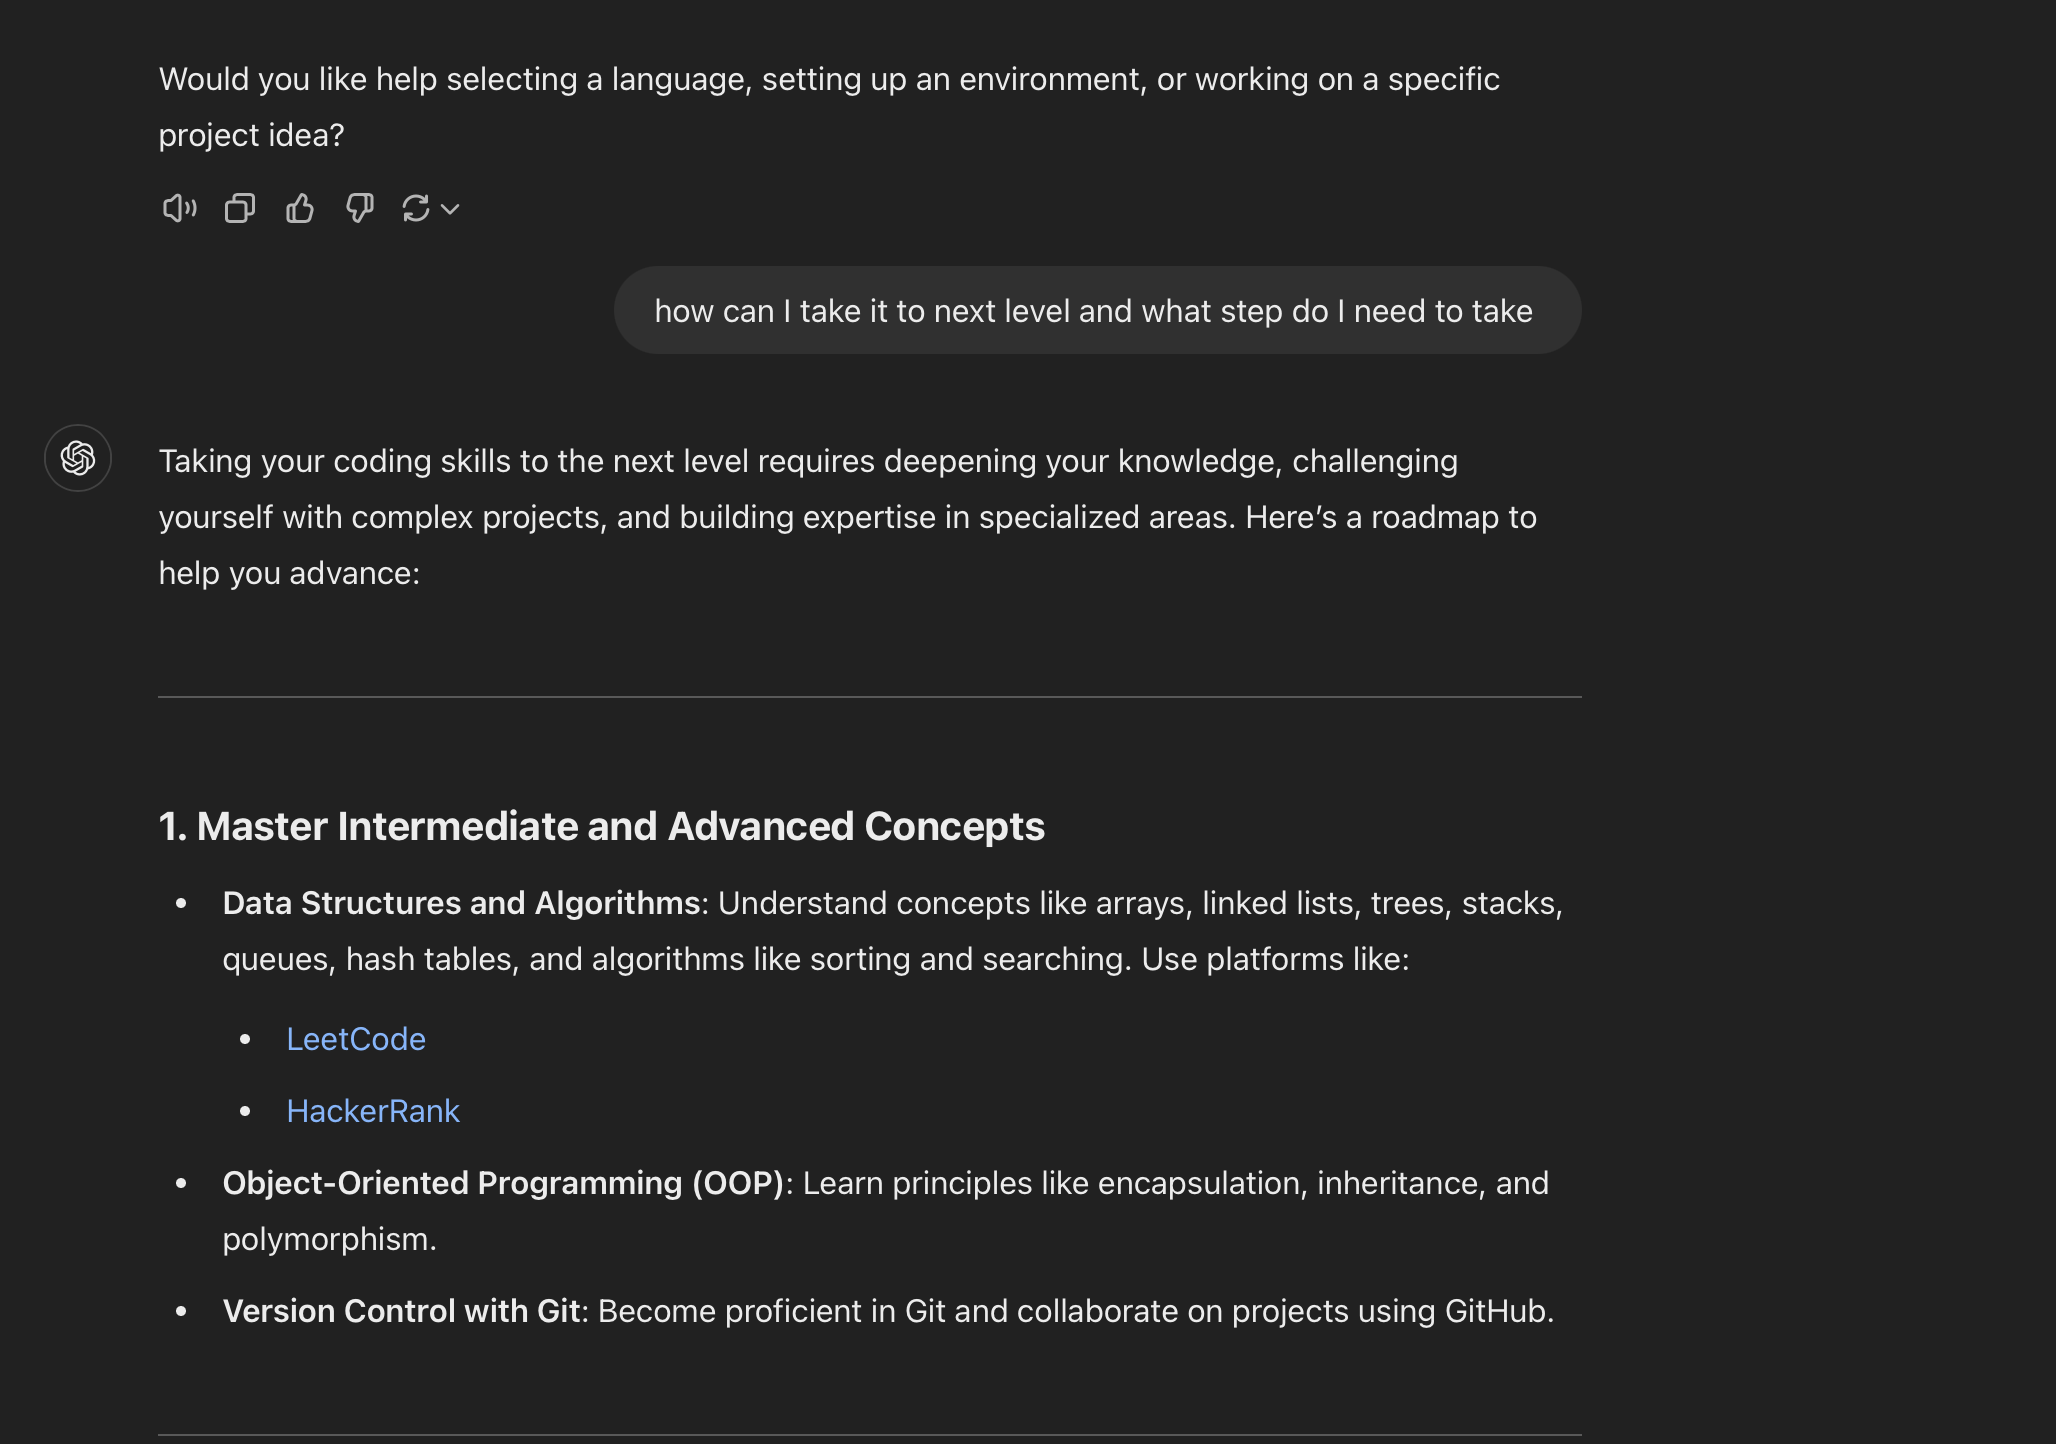 Would you like help selecting a language, setting up an environment, or working on a specific
project idea?
how can I take it to next level and what step do I need to take
Taking your coding skills to the next level requires deepening your knowledge, challenging
yourself with complex projects, and building expertise in specialized areas. Here’s a roadmap to
help you advance:
1. Master Intermediate and Advanced Concepts
• Data Structures and Algorithms: Understand concepts like arrays, linked lists, trees, stacks,
queues, hash tables, and algorithms like sorting and searching. Use platforms like:
• LeetCode
• HackerRank
• Object-Oriented Programming (OOP): Learn principles like encapsulation, inheritance, and
polymorphism.
• Version Control with Git: Become proficient in Git and collaborate on projects using GitHub.